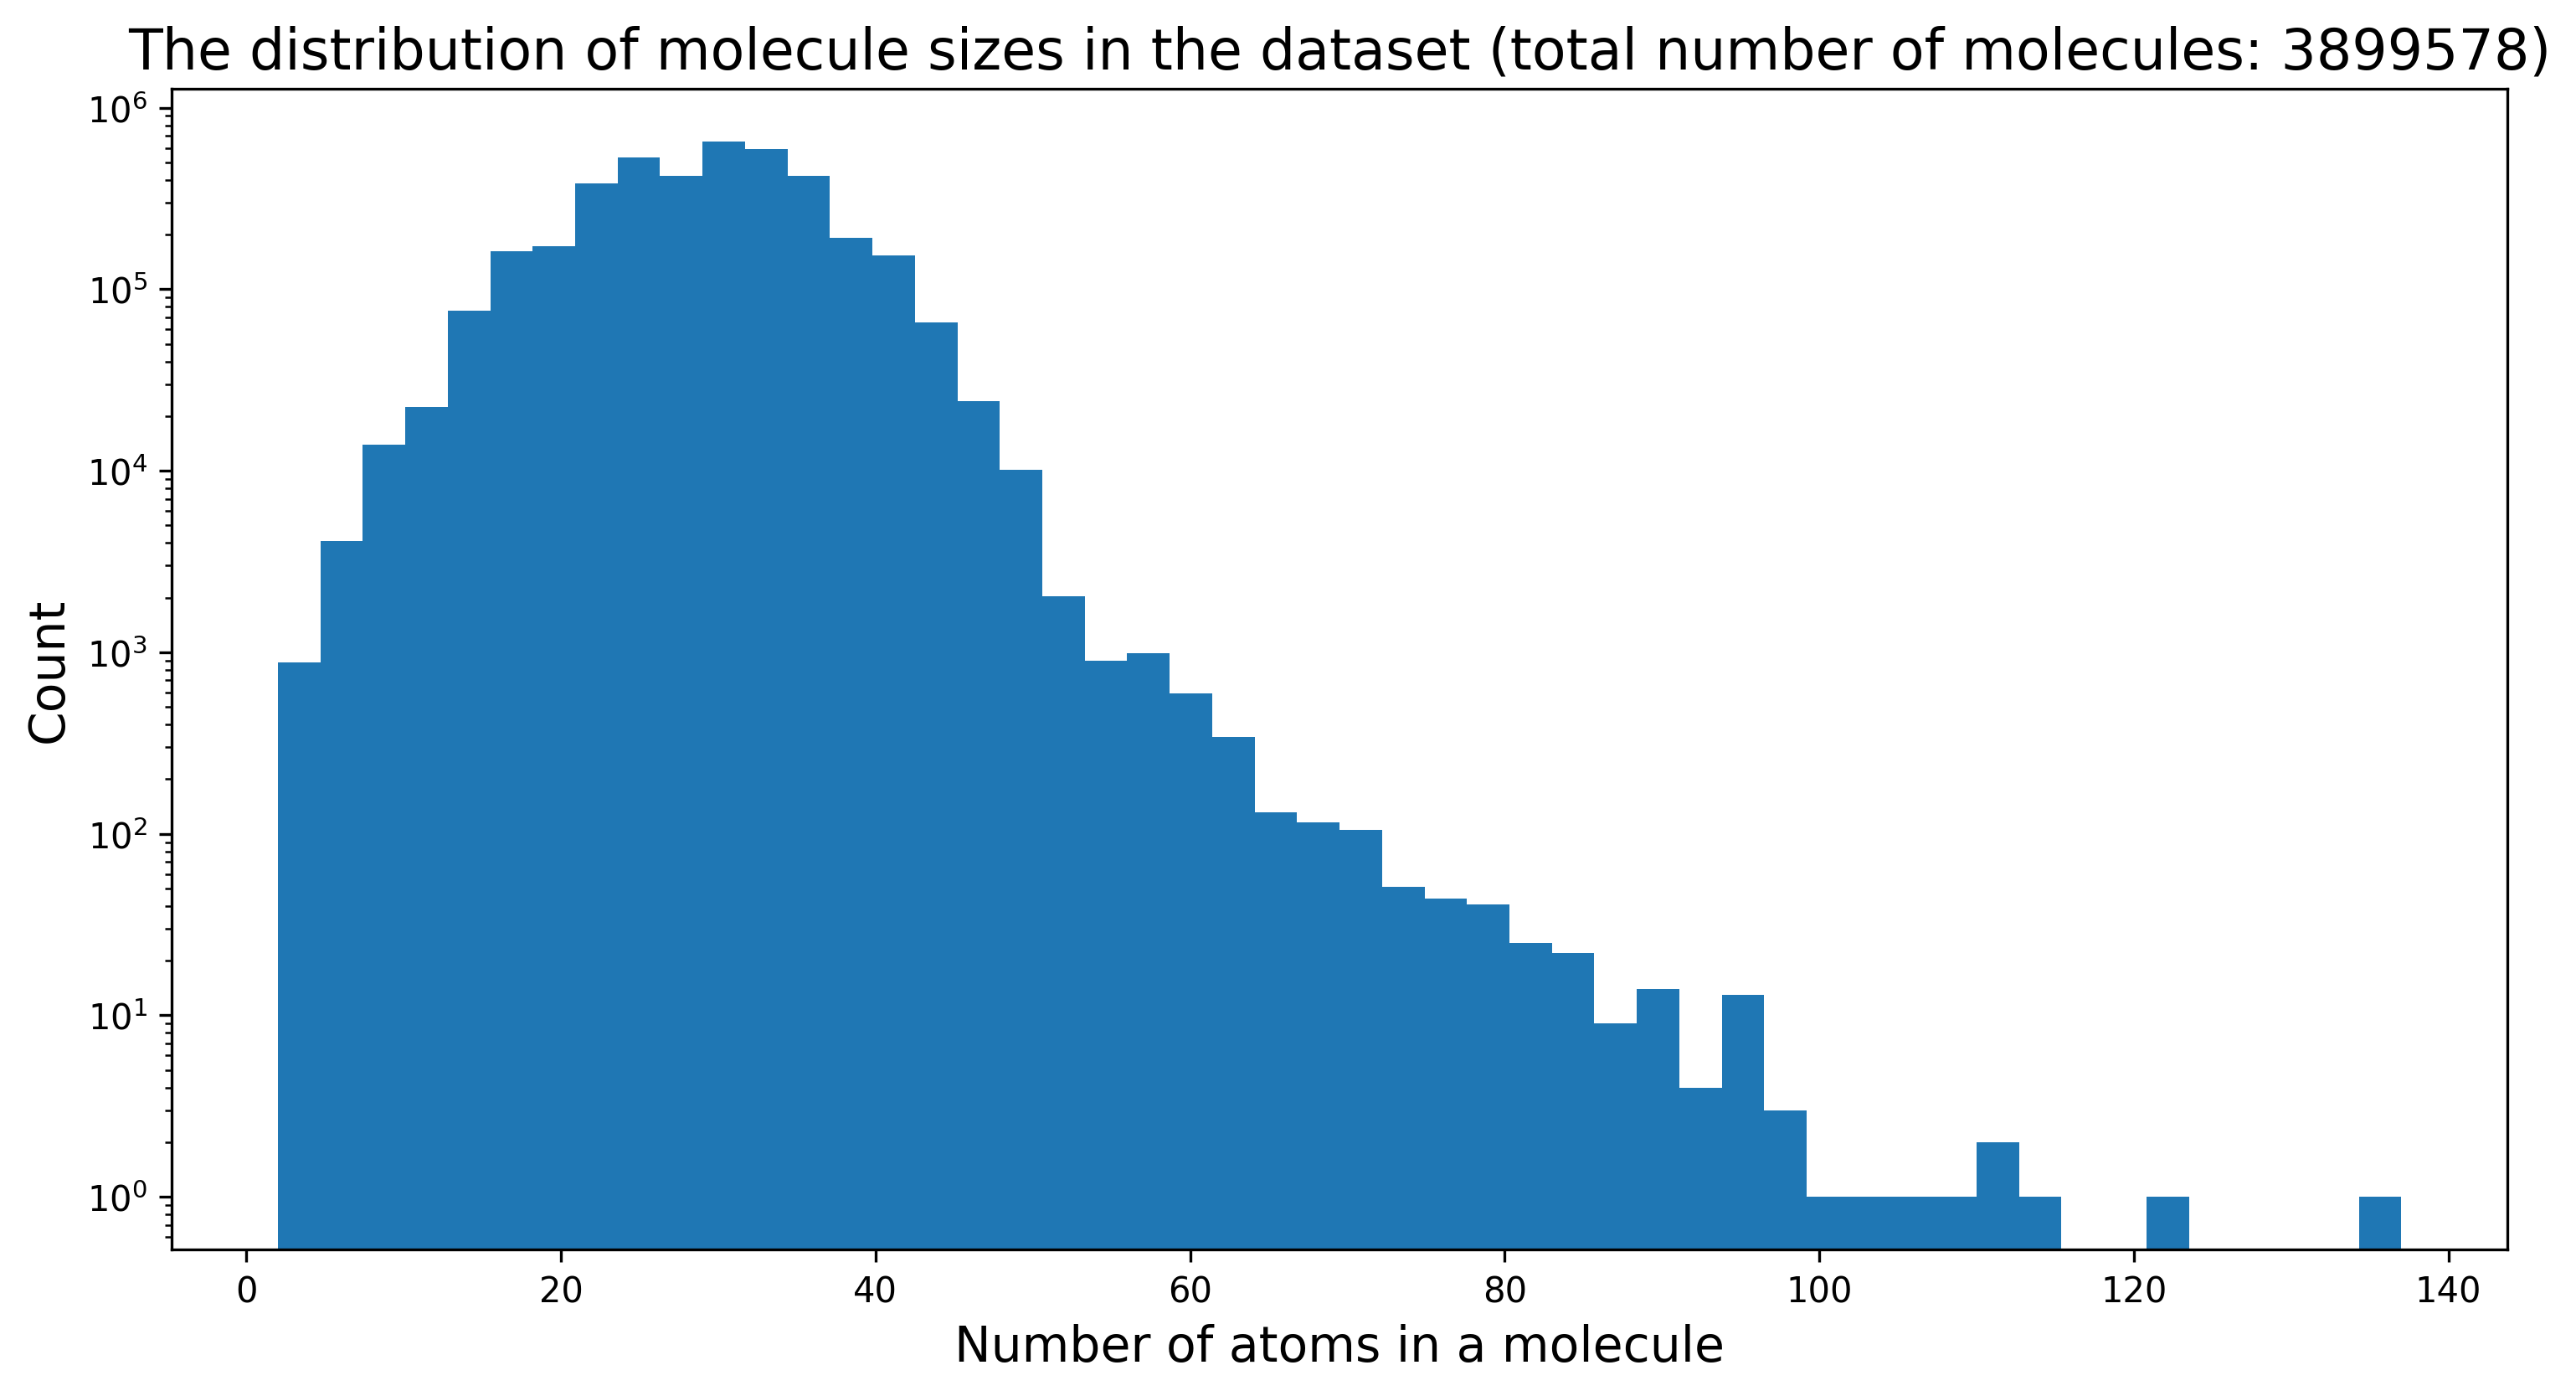 The distribution of molecule sizes in the dataset (total number of molecules: 3899578)
10⁶
10⁵
10⁴
10³
10²
10¹
10⁰
Count
0 20 40 60 80 100 120 140
Number of atoms in a molecule